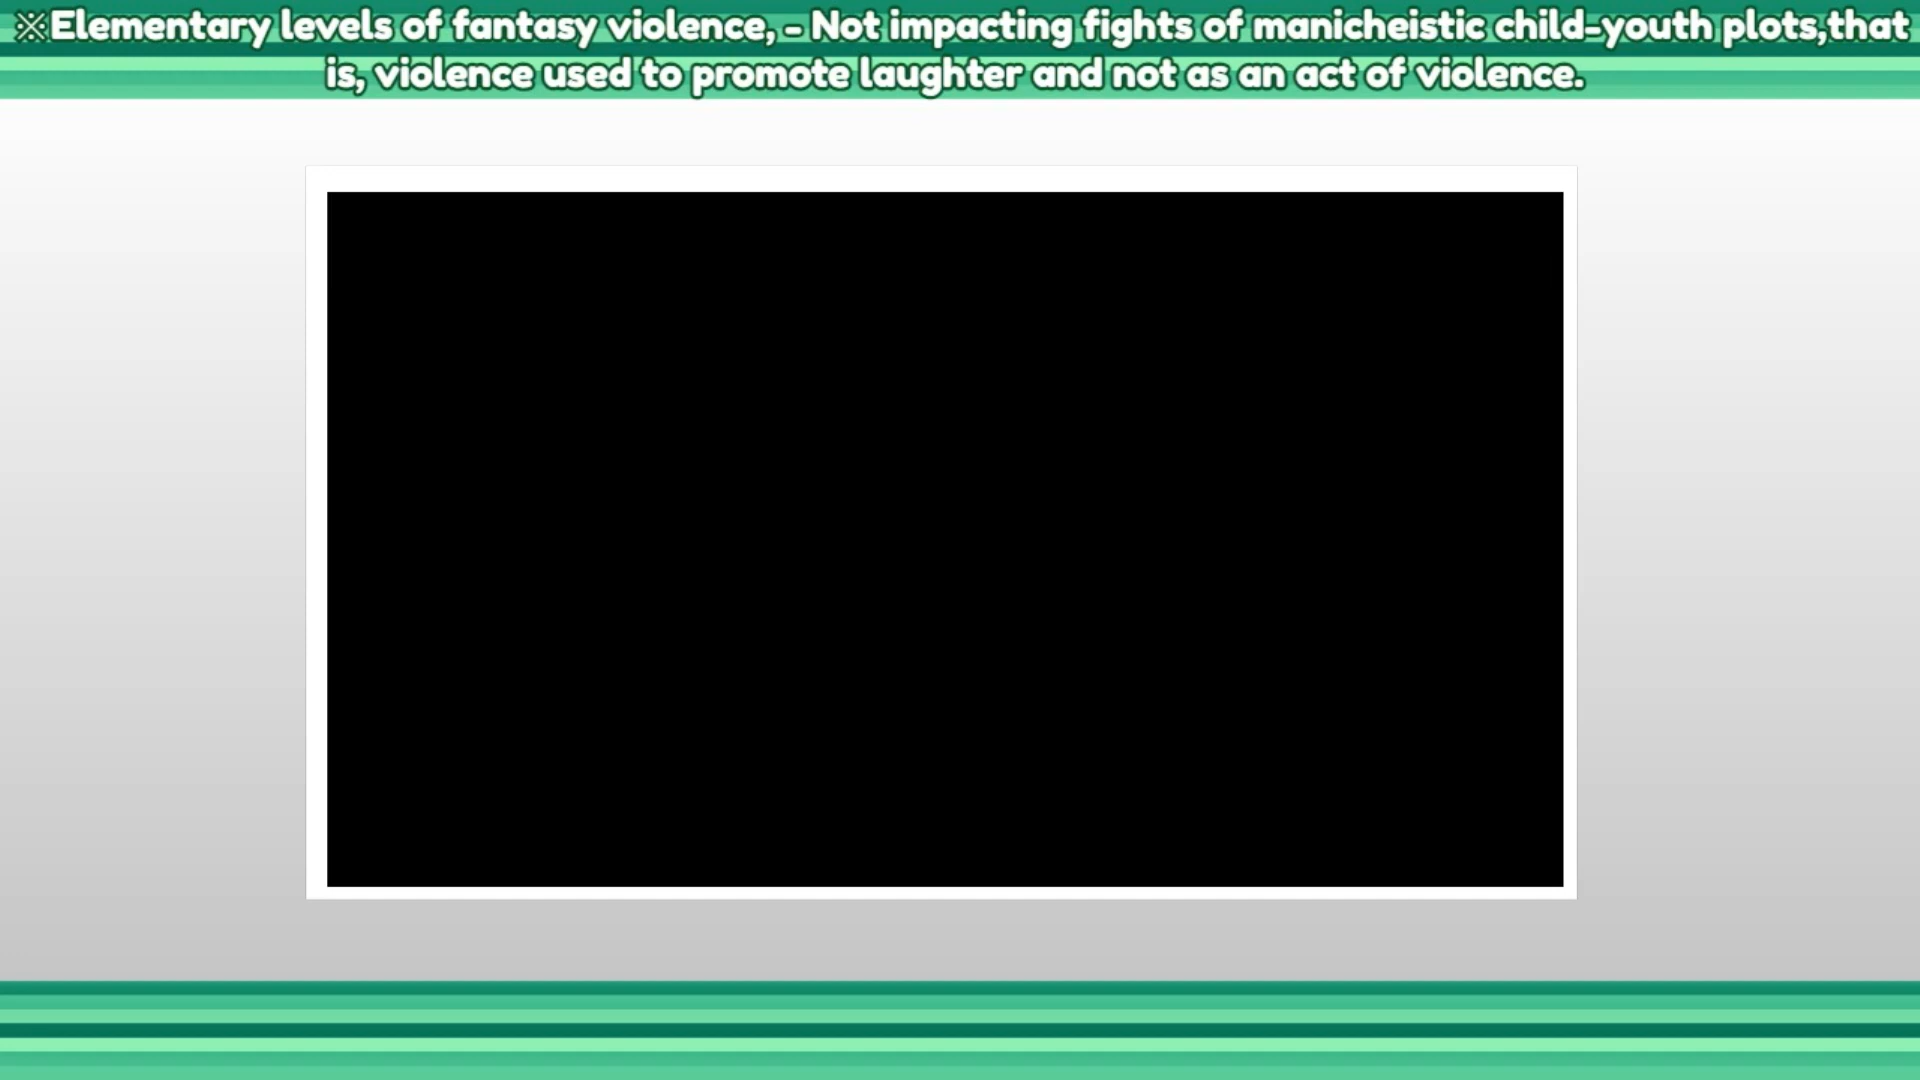 ※Elementary levels of fantasy violence, - Not impacting fights of manicheistic child-youth plots,that
is, violence used to promote laughter and not as an act of violence.